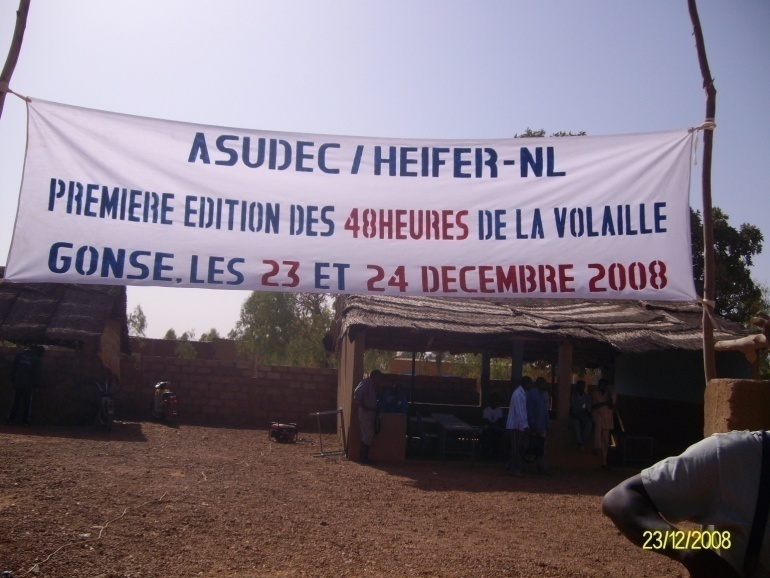 ASUDEC / HEIFER-NL
PREMIERE EDITION DES 48HEURES DE LA VOLAILLE
GONSE, LES 23 ET 24 DECEMBRE 2008
23/12/2008